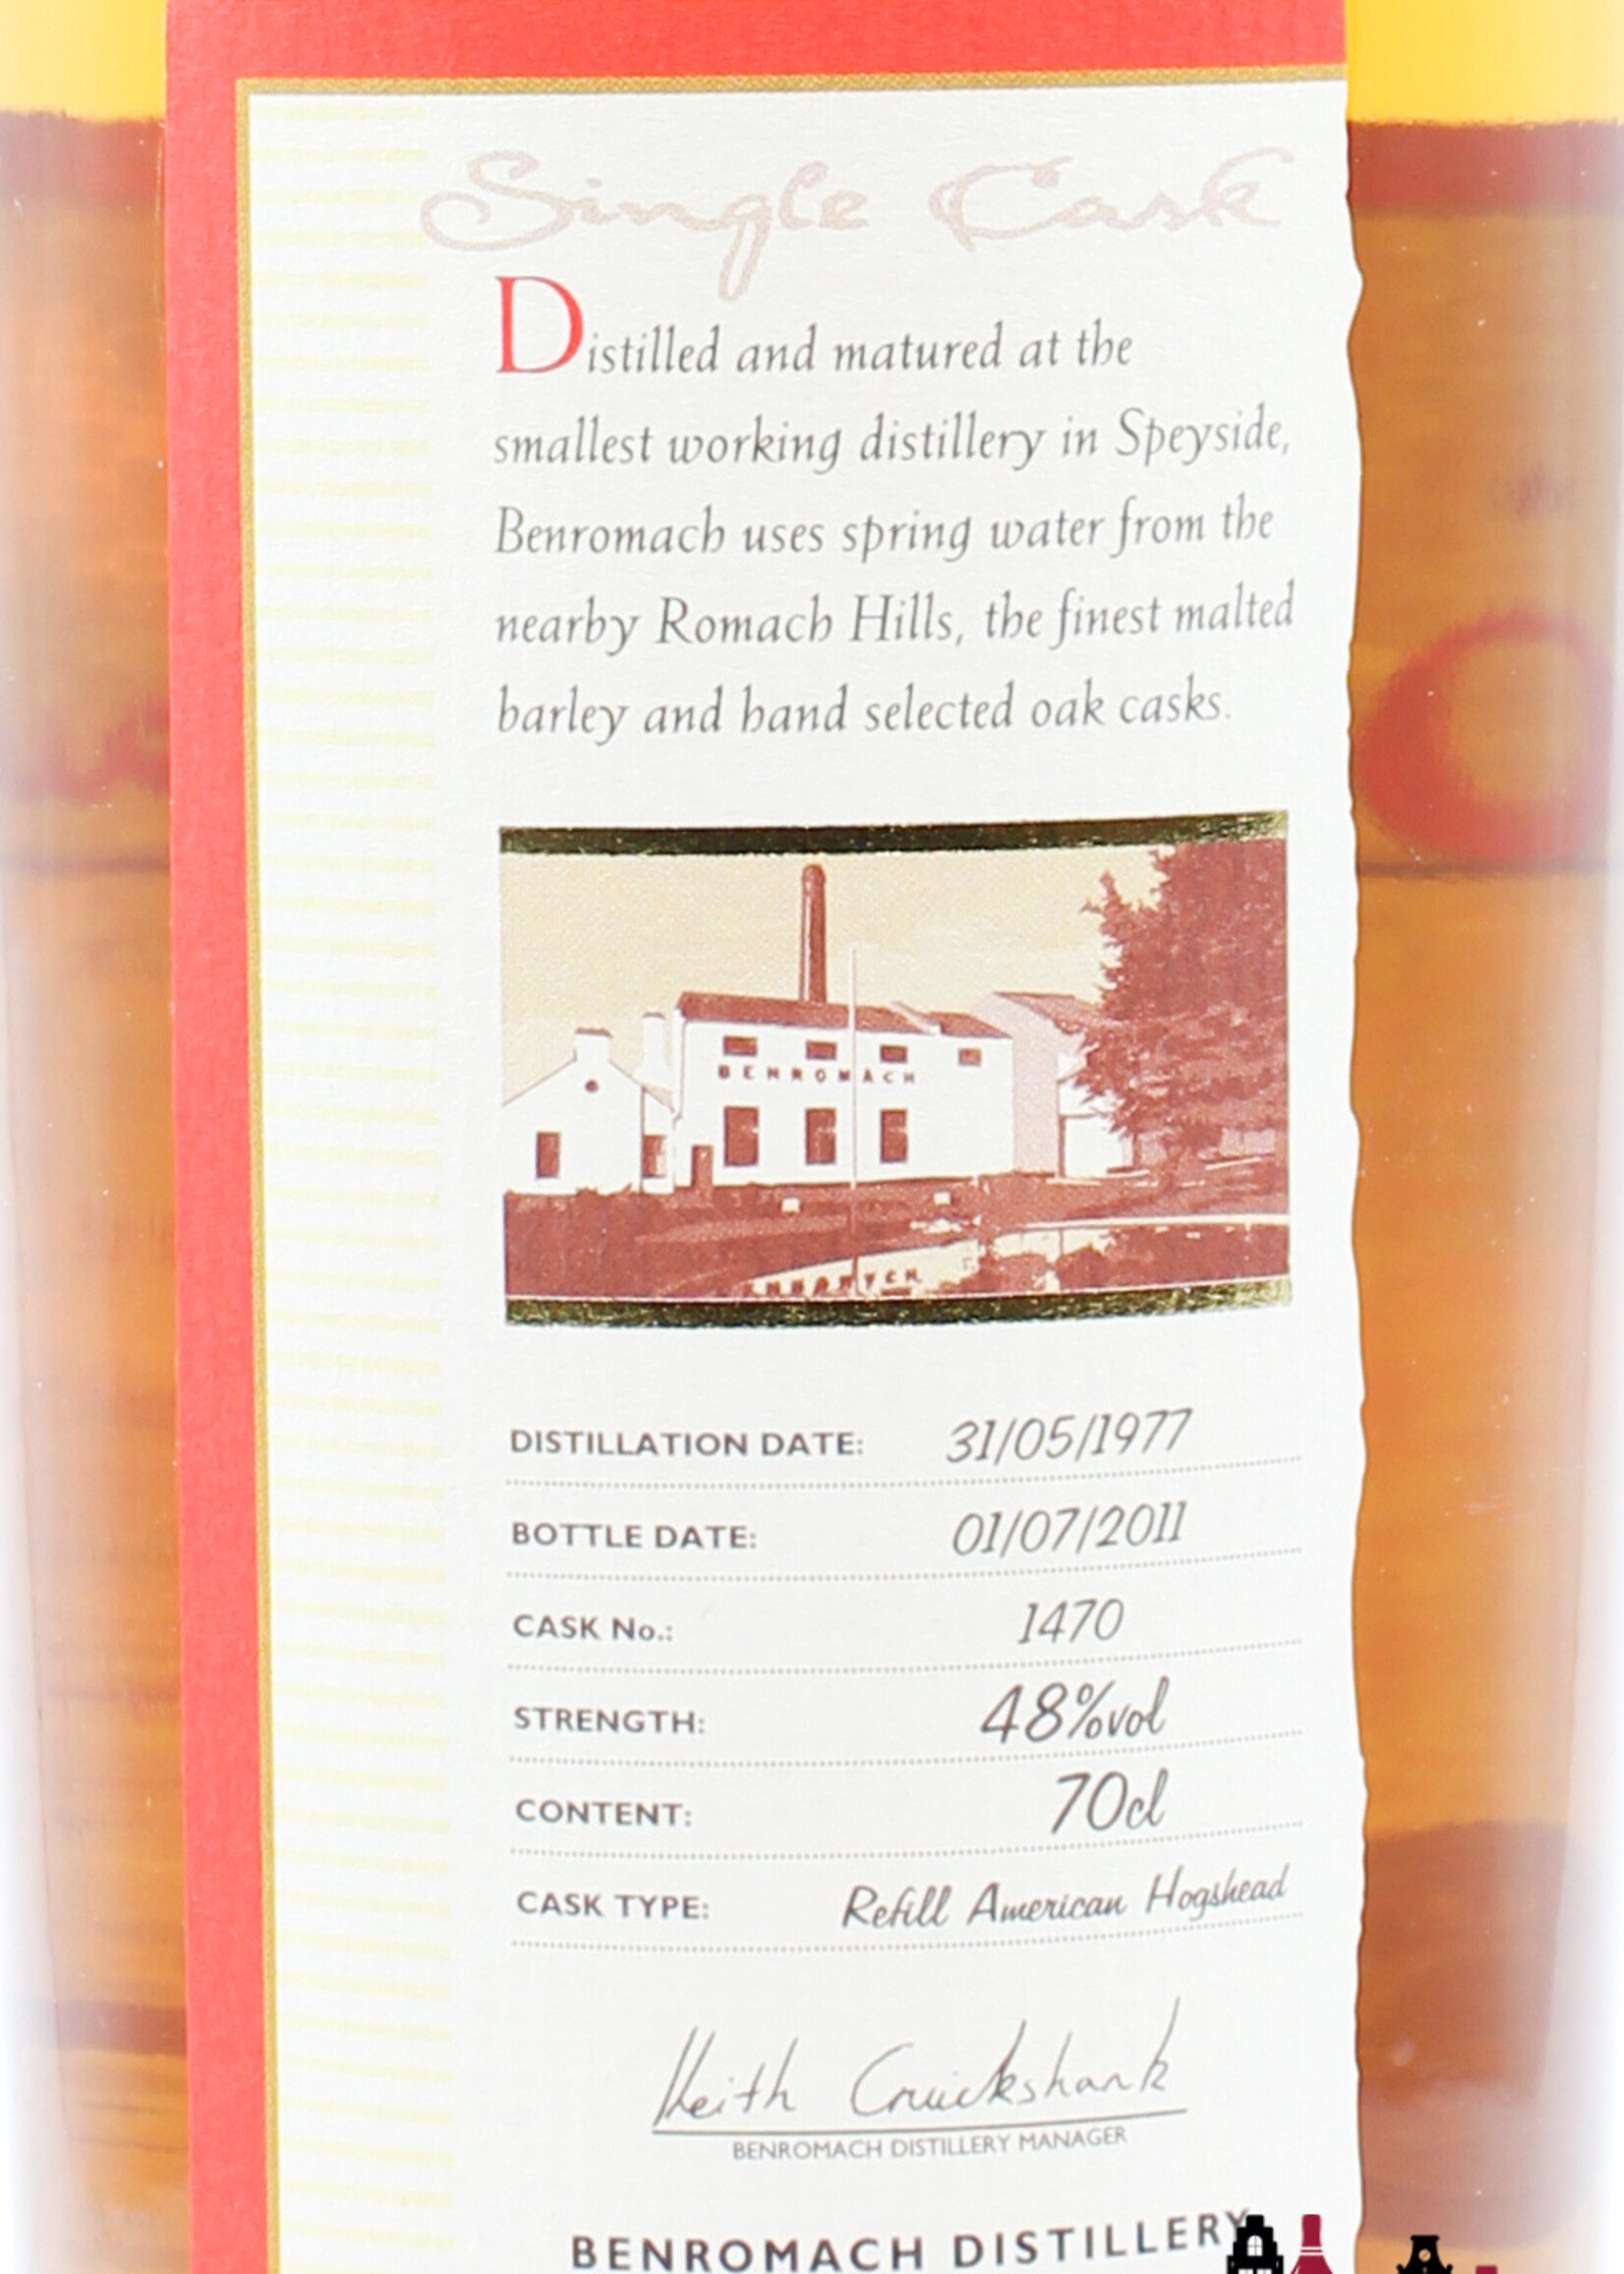 Single Cask
Distilled and matured at the
smallest working distillery in Speyside,
Benromach uses spring water from the
nearby Romach Hills, the finest malted
barley and hand selected oak casks.
BENROMACH
DISTILLATION DATE: 31/05/1977
BOTTLE DATE: 01/07/2011
CASK No.: 1470
STRENGTH: 48%vol
CONTENT: 70cl
CASK TYPE: Refill American Hogshead
Keith Cruickshank
BENROMACH DISTILLERY MANAGER
BENROMACH DISTILLERY